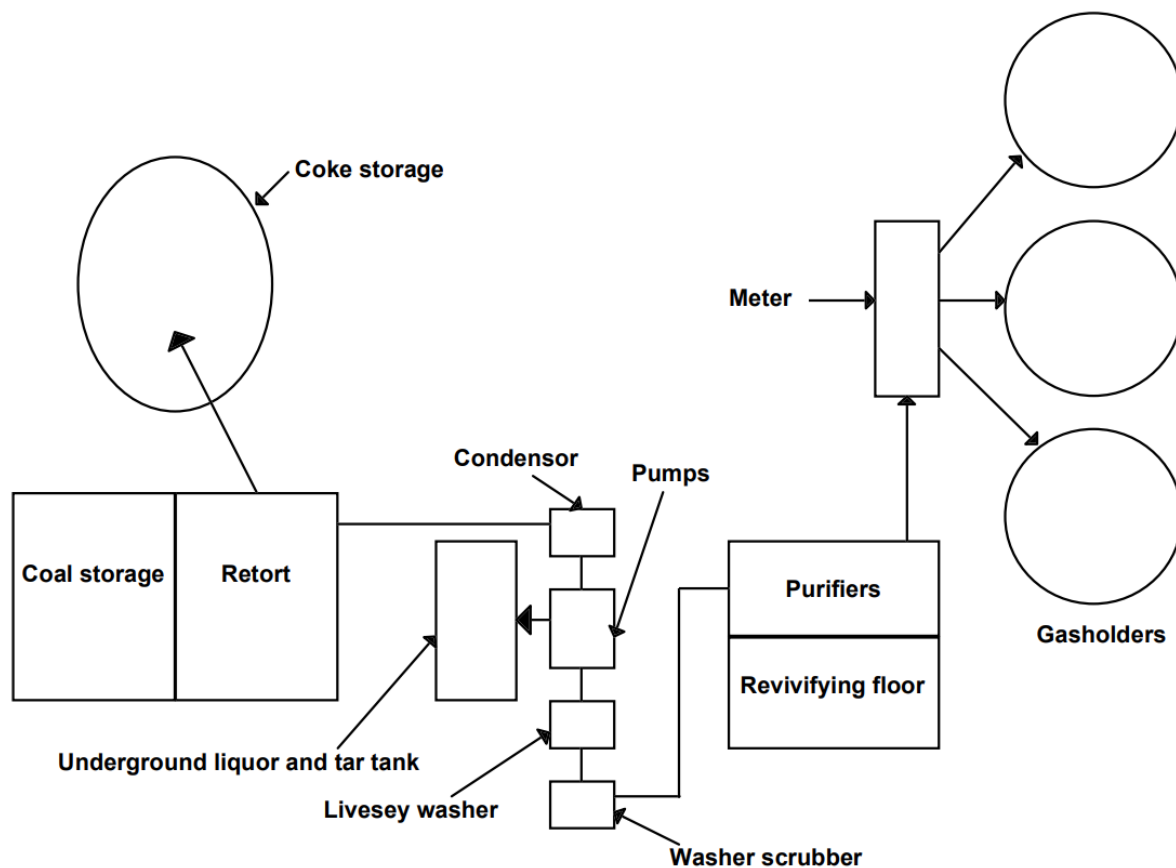 Coke storage
Meter
Condensor
Pumps
Coal storage
Retort
Purifiers
Gasholders
Revivifying floor
Underground liquor and tar tank
Livesey washer
Washer scrubber